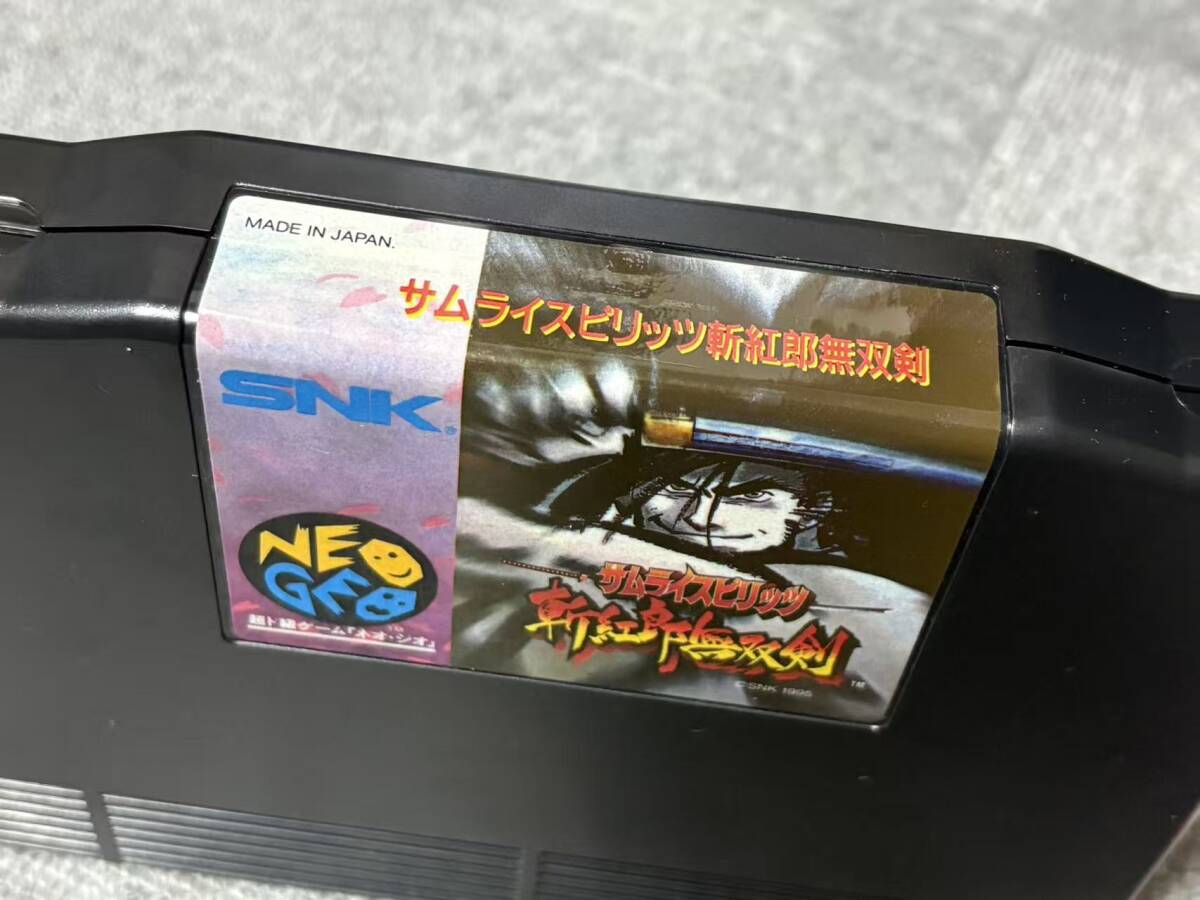 MADE IN JAPAN.
サムライスピリッツ斬紅郎無双剣
SNK®
NEO
GEO
超ド級ゲーム『ネオ・ジオ』
サムライスピリッツ
斬紅郎無双剣™
© SNK 1995